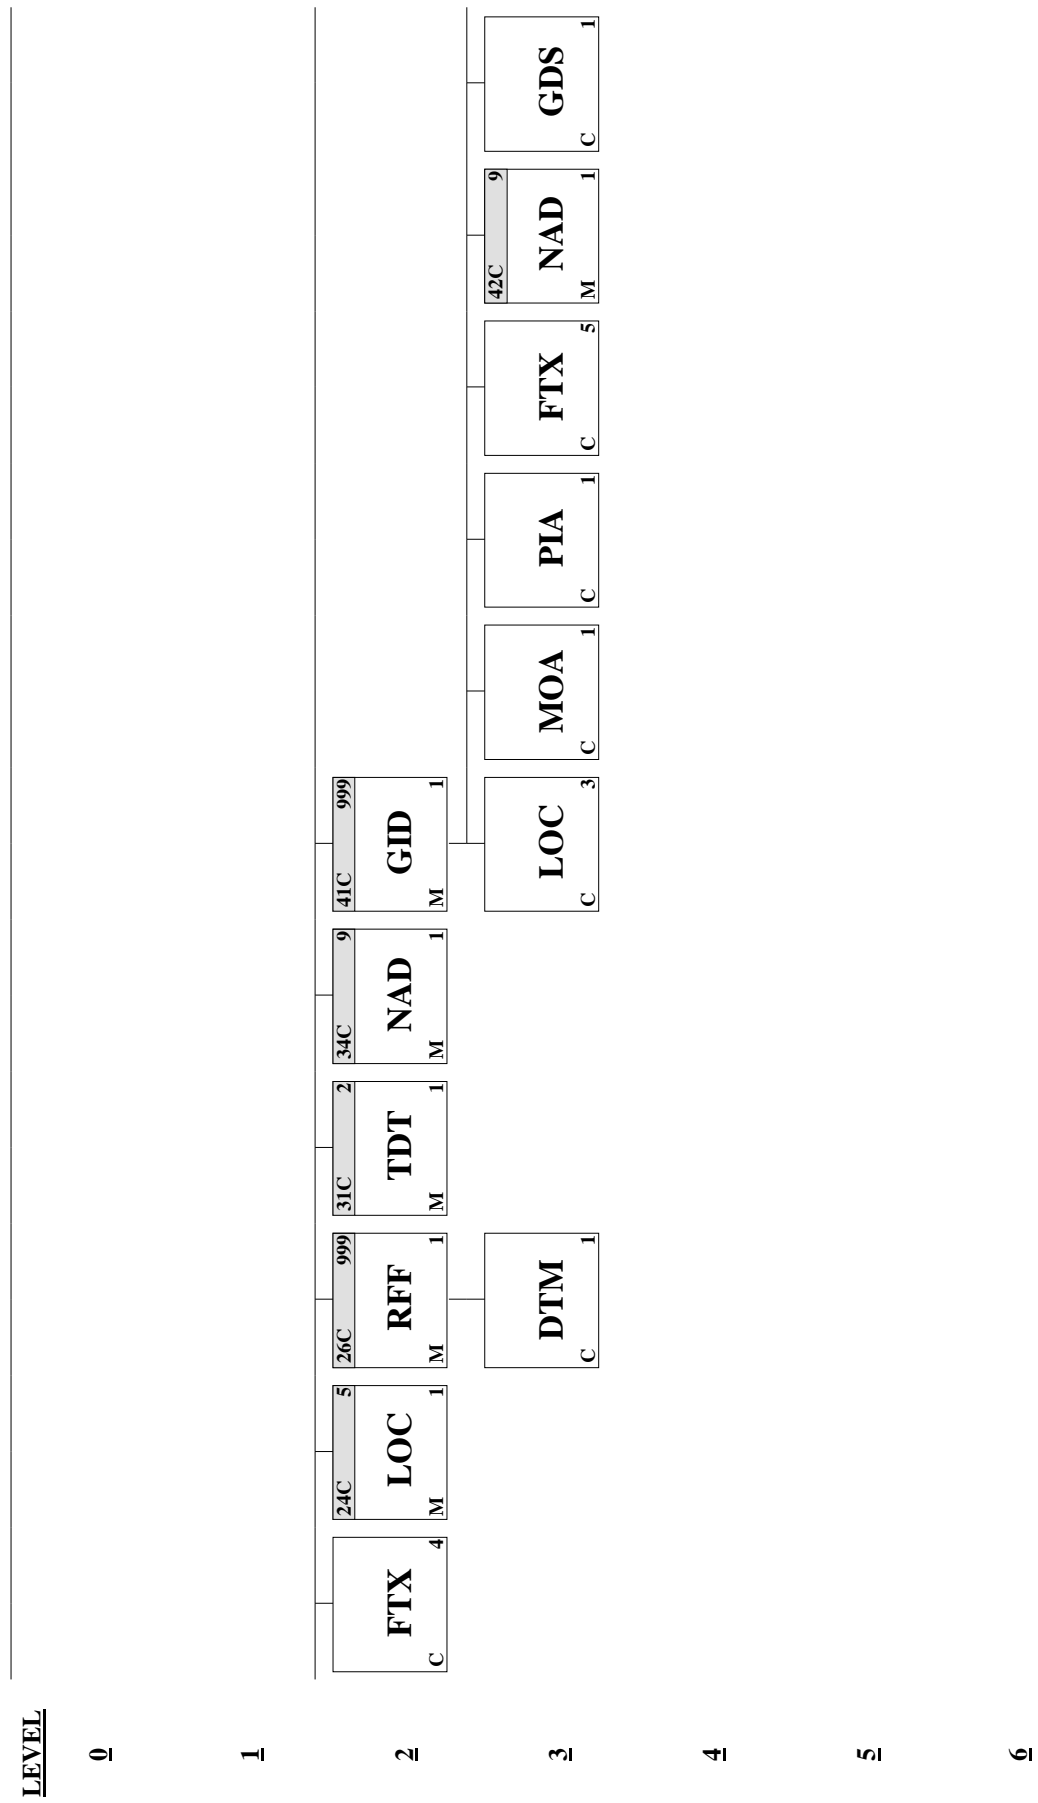 LEVEL
0
1
2
FTX
C 4
24C 5
LOC
M 1
26C 999
RFF
M 1
31C 2
TDT
M 1
34C 9
NAD
M 1
41C 999
GID
M 1
3
DTM
C 1
LOC
C 3
MOA
C 1
PIA
C 1
FTX
C 5
42C 9
NAD
M 1
GDS
C 1
4
5
6